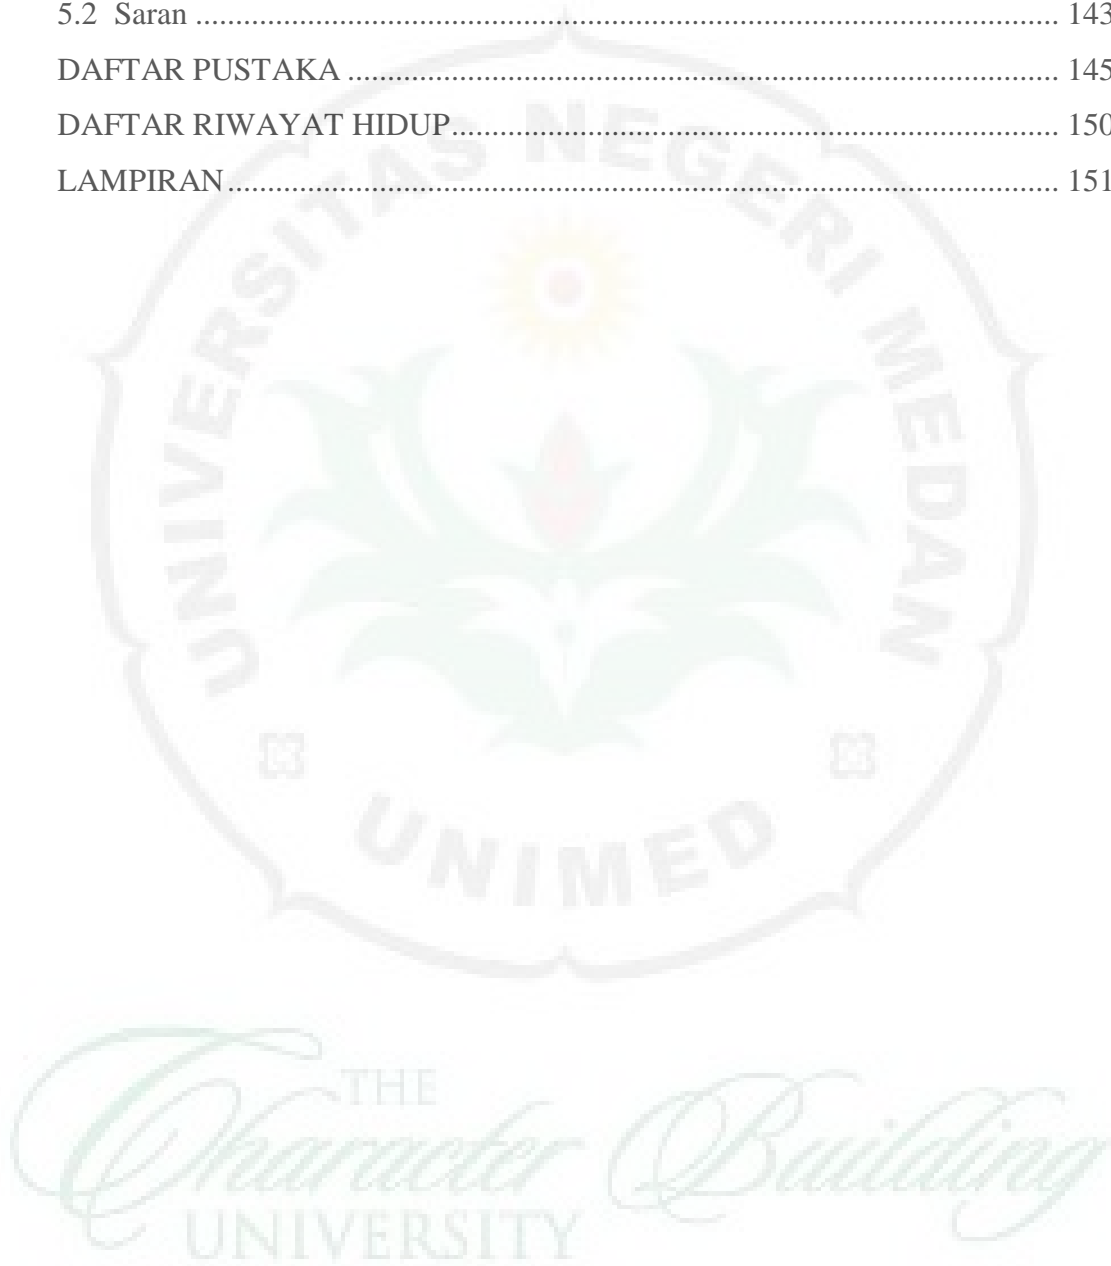 5.2 Saran ........................................................................................................... 143
DAFTAR PUSTAKA ........................................................................................ 145
DAFTAR RIWAYAT HIDUP........................................................................... 150
LAMPIRAN....................................................................................................... 151
UNIVERSITAS NEGERI MEDAN
UNIMED
THE
Character Building
UNIVERSITY